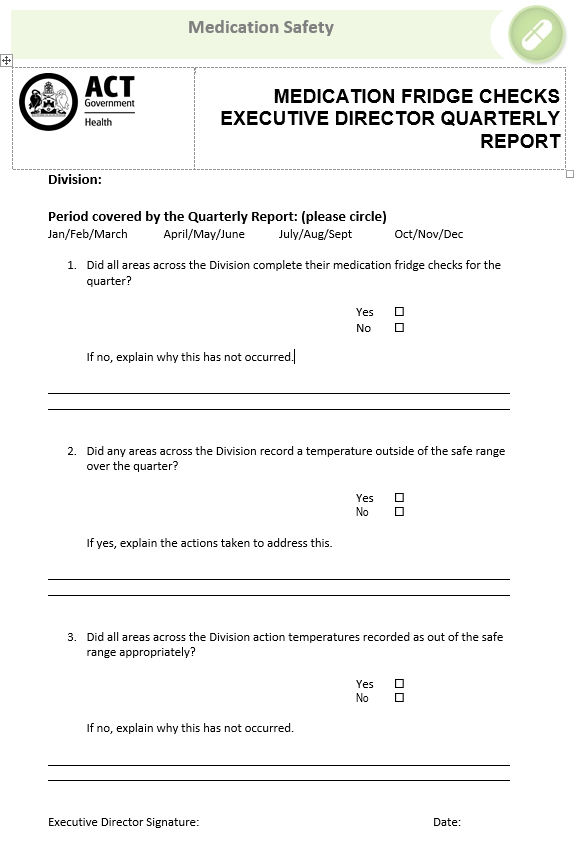 Medication Safety
ACT
Government
Health
MEDICATION FRIDGE CHECKS
EXECUTIVE DIRECTOR QUARTERLY
REPORT
Division:
Period covered by the Quarterly Report: (please circle)
Jan/Feb/March April/May/June July/Aug/Sept Oct/Nov/Dec
1. Did all areas across the Division complete their medication fridge checks for the
quarter?
Yes ☐
No ☐
If no, explain why this has not occurred.
2. Did any areas across the Division record a temperature outside of the safe range
over the quarter?
Yes ☐
No ☐
If yes, explain the actions taken to address this.
3. Did all areas across the Division action temperatures recorded as out of the safe
range appropriately?
Yes ☐
No ☐
If no, explain why this has not occurred.
Executive Director Signature: Date: